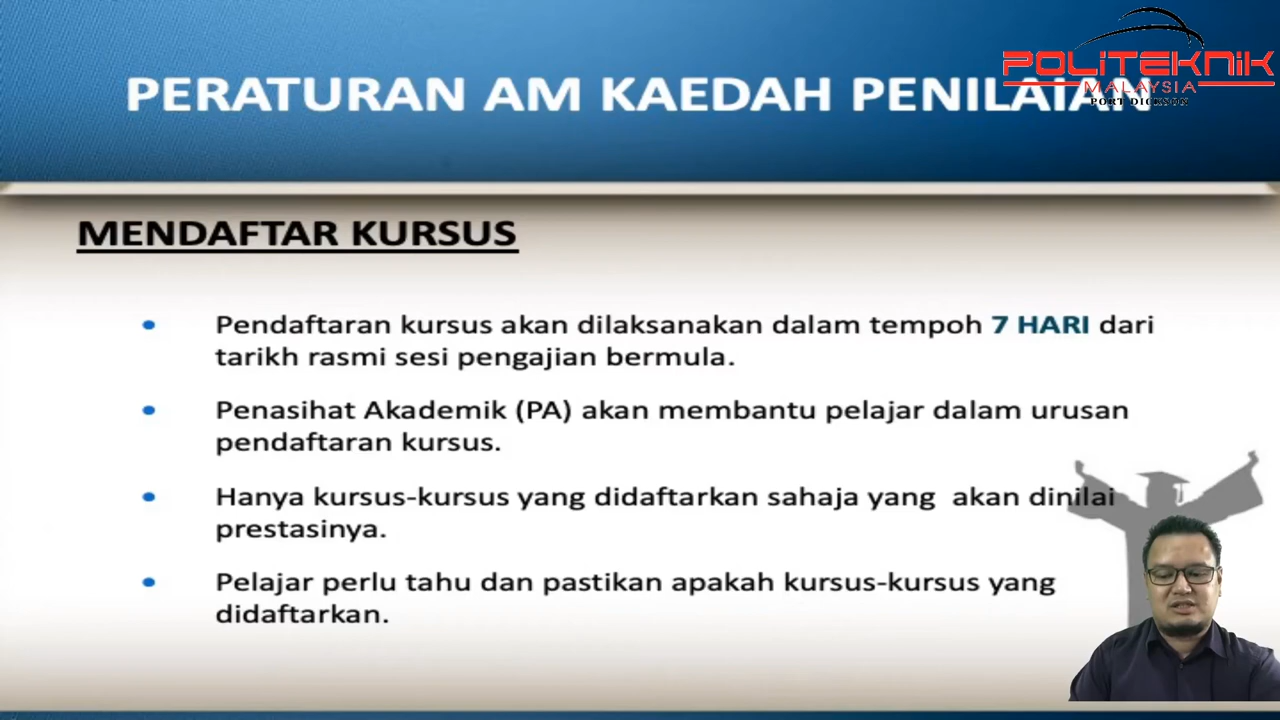 PERATURAN AM KAEDAH PENILAIAN
POLITEKNIK
MALAYSIA
PORT DICKSON
MENDAFTAR KURSUS
• Pendaftaran kursus akan dilaksanakan dalam tempoh 7 HARI dari
tarikh rasmi sesi pengajian bermula.
• Penasihat Akademik (PA) akan membantu pelajar dalam urusan
pendaftaran kursus.
• Hanya kursus-kursus yang didaftarkan sahaja yang akan dinilai
prestasinya.
• Pelajar perlu tahu dan pastikan apakah kursus-kursus yang
didaftarkan.